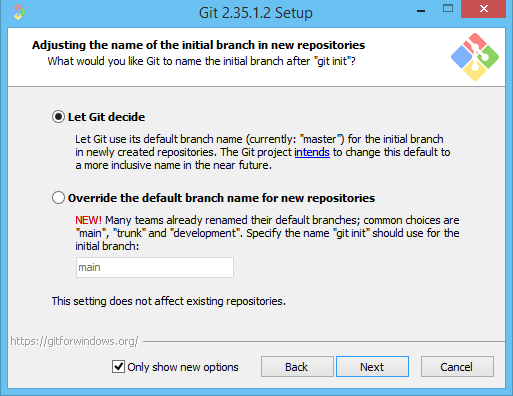 Git 2.35.1.2 Setup
Adjusting the name of the initial branch in new repositories
What would you like Git to name the initial branch after "git init"?
Let Git decide
Let Git use its default branch name (currently: "master") for the initial branch
in newly created repositories. The Git project intends to change this default to
a more inclusive name in the near future.
Override the default branch name for new repositories
NEW! Many teams already renamed their default branches; common choices are
"main", "trunk" and "development". Specify the name "git init" should use for the
initial branch:
main
This setting does not affect existing repositories.
https://gitforwindows.org/
Only show new options
Back
Next
Cancel